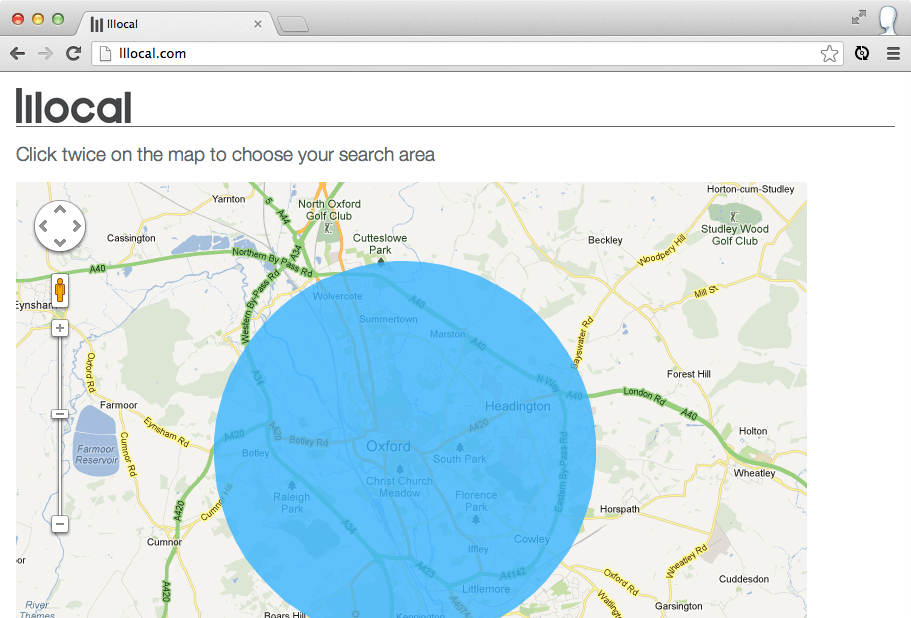 lllocal
lllocal.com
lllocal
Click twice on the map to choose your search area
Yarnton
North Oxford
Golf Club
Horton-cum-Studley
Studley Wood
Golf Club
5
A44
A34
Cassington
Cutteslowe
Park
Beckley
Woodperry Hill
A40
Northern By-Pass Rd
Mill St
Eynsham
Western By-Pass Rd
Wolvercote
Summertown
Marston
A40
Bayswater Rd
Oxford Rd
A34
N Way
Forest Hill
A40
London Rd
A40
Farmoor
Headington
Eynsham Rd
A420
A420
Botley Rd
A420
Holton
Oxford
Farmoor
Reservoir
Cumnor Rd
Botley
South Park
Eastern By-Pass Rd
Wheatley
Christ Church
Meadow
Raleigh
Park
Florence
Park
Cumnor Hill
A420
Horspath
A34
Cumnor
Iffley
Cowley
Wheatley Rd
A423
A4142
Oxford Rd
Cuddesdon
A420
Littlemore
River
Thames
Boars Hill
Kennington
A4074
Garsington